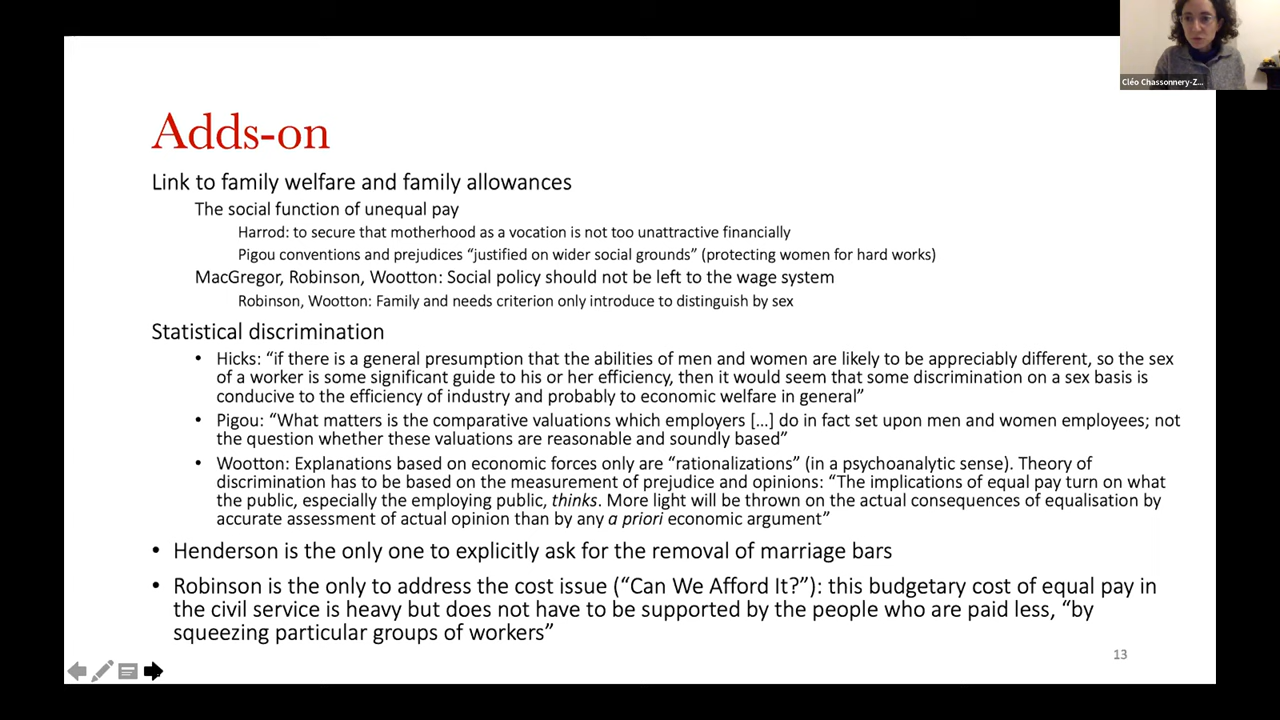 Cléo Chassonnery-Z...
Adds-on
Link to family welfare and family allowances
The social function of unequal pay
Harrod: to secure that motherhood as a vocation is not too unattractive financially
Pigou conventions and prejudices “justified on wider social grounds” (protecting women for hard works)
MacGregor, Robinson, Wootton: Social policy should not be left to the wage system
Robinson, Wootton: Family and needs criterion only introduce to distinguish by sex
Statistical discrimination
• Hicks: “if there is a general presumption that the abilities of men and women are likely to be appreciably different, so the sex
of a worker is some significant guide to his or her efficiency, then it would seem that some discrimination on a sex basis is
conducive to the efficiency of industry and probably to economic welfare in general”
• Pigou: “What matters is the comparative valuations which employers […] do in fact set upon men and women employees; not
the question whether these valuations are reasonable and soundly based”
• Wootton: Explanations based on economic forces only are “rationalizations” (in a psychoanalytic sense). Theory of
discrimination has to be based on the measurement of prejudice and opinions: “The implications of equal pay turn on what
the public, especially the employing public, thinks. More light will be thrown on the actual consequences of equalisation by
accurate assessment of actual opinion than by any a priori economic argument”
• Henderson is the only one to explicitly ask for the removal of marriage bars
• Robinson is the only to address the cost issue (“Can We Afford It?”): this budgetary cost of equal pay in
the civil service is heavy but does not have to be supported by the people who are paid less, “by
squeezing particular groups of workers”
13